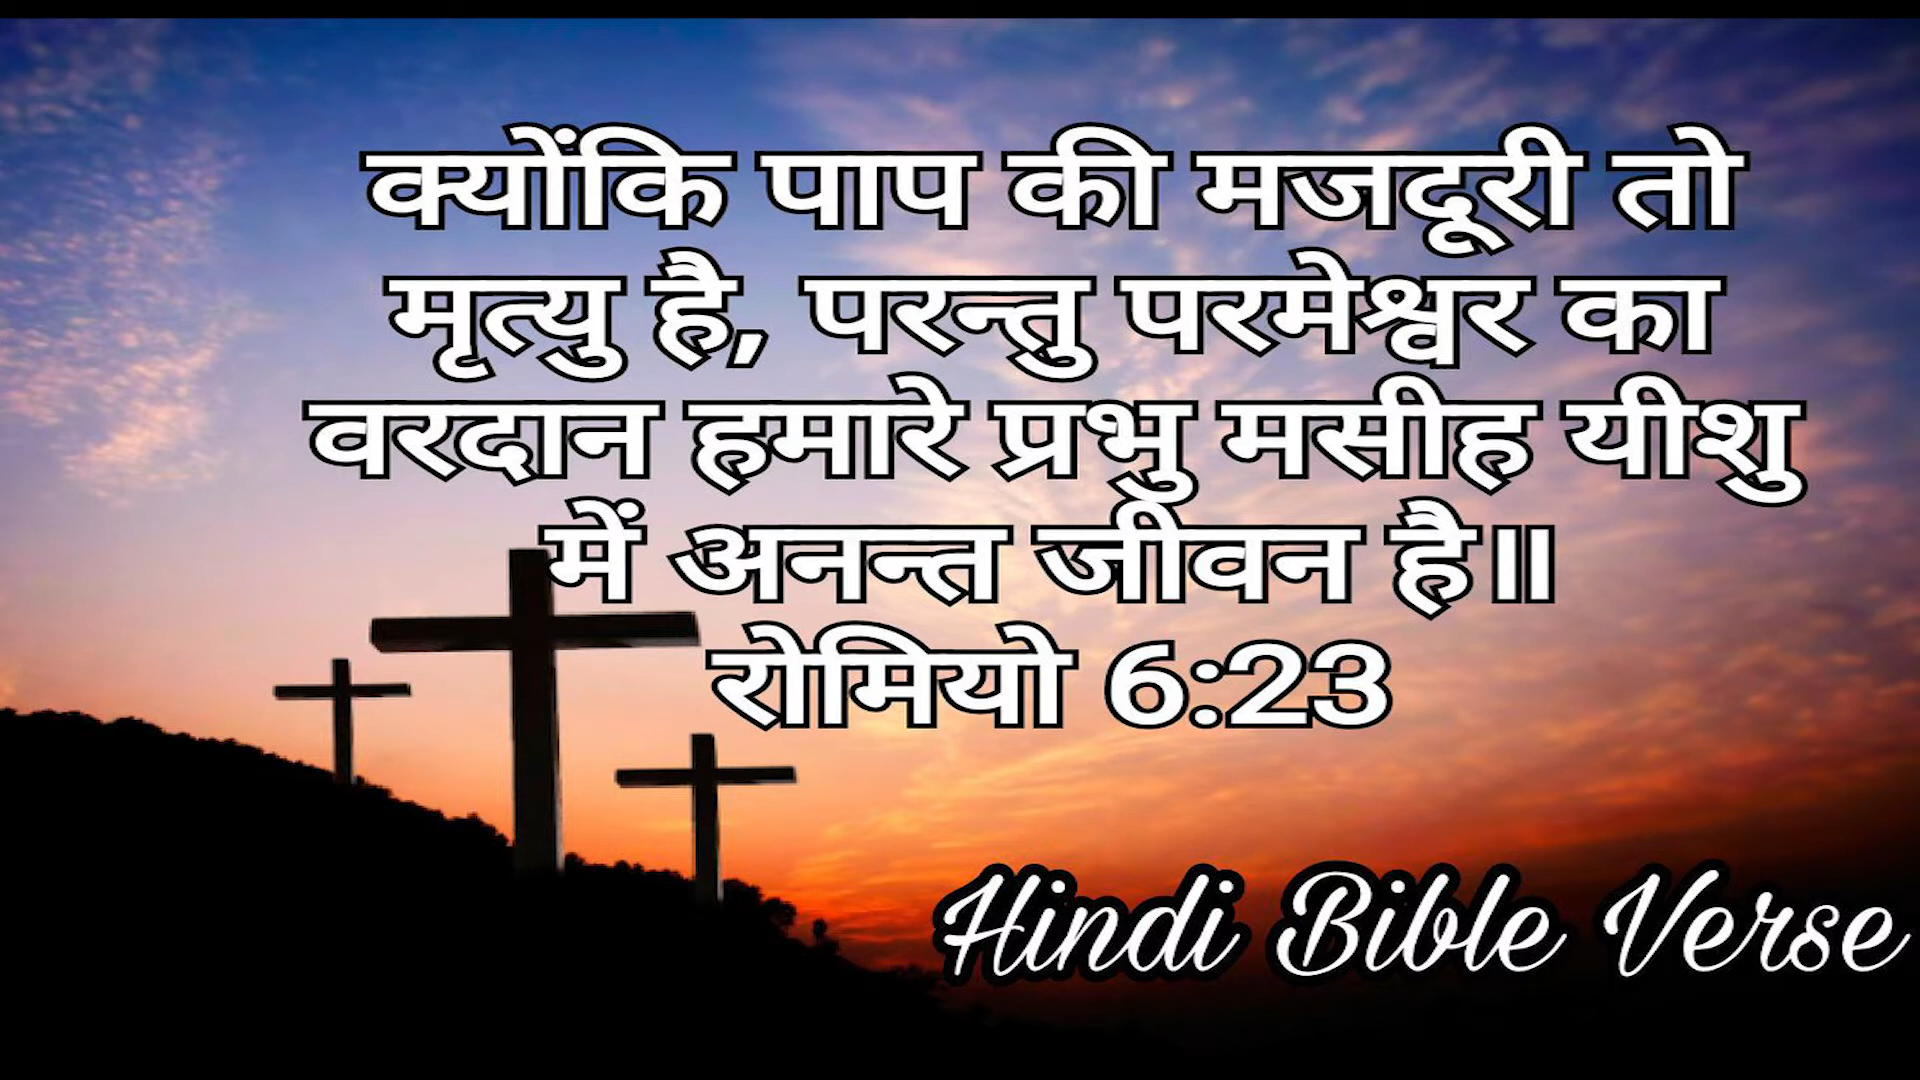 क्योंकि पाप की मजदूरी तो
मृत्यु है, परन्तु परमेश्वर का
वरदान हमारे प्रभु मसीह यीशु
में अनन्त जीवन है॥
रोमियो 6:23
Hindi Bible Verse